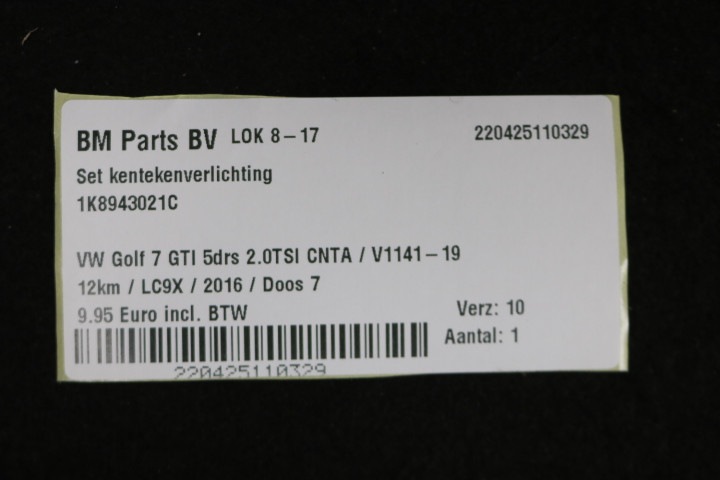 BM Parts BV LOK 8-17 220425110329
Set kentekenverlichting
1K8943021C
VW Golf 7 GTI 5drs 2.0TSI CNTA / V1141-19
12km / LC9X / 2016 / Doos 7
9.95 Euro incl. BTW Verz: 10
Aantal: 1
220425110329